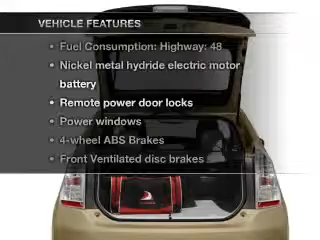 VEHICLE FEATURES
• Fuel Consumption: Highway: 48
• Nickel metal hydride electric motor
battery
• Remote power door locks
• Power windows
• 4-wheel ABS Brakes
• Front Ventilated disc brakes